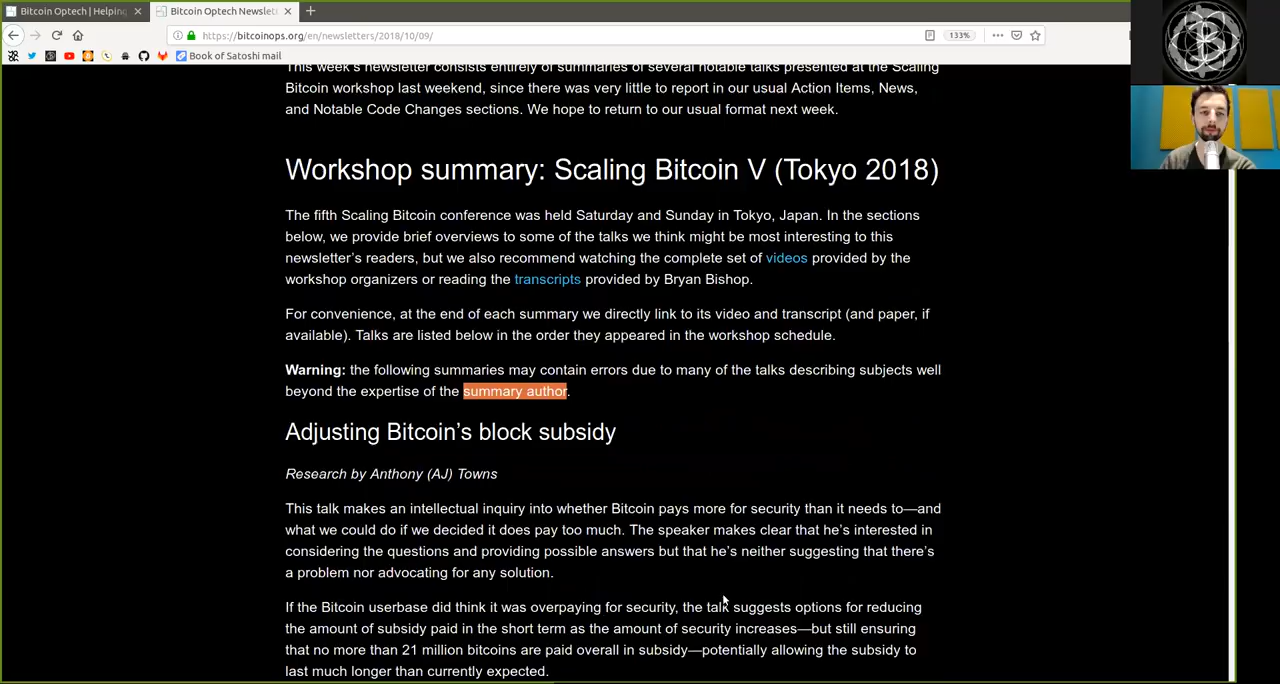 Bitcoin Optech | Helping
Bitcoin Optech Newslet
https://bitcoinops.org/en/newsletters/2018/10/09/
133%
Book of Satoshi mail
This week's newsletter consists entirely of summaries of several notable talks presented at the Scaling
Bitcoin workshop last weekend, since there was very little to report in our usual Action Items, News,
and Notable Code Changes sections. We hope to return to our usual format next week.
Workshop summary: Scaling Bitcoin V (Tokyo 2018)
The fifth Scaling Bitcoin conference was held Saturday and Sunday in Tokyo, Japan. In the sections
below, we provide brief overviews to some of the talks we think might be most interesting to this
newsletter's readers, but we also recommend watching the complete set of videos provided by the
workshop organizers or reading the transcripts provided by Bryan Bishop.
For convenience, at the end of each summary we directly link to its video and transcript (and paper, if
available). Talks are listed below in the order they appeared in the workshop schedule.
Warning: the following summaries may contain errors due to many of the talks describing subjects well
beyond the expertise of the summary author.
Adjusting Bitcoin's block subsidy
Research by Anthony (AJ) Towns
This talk makes an intellectual inquiry into whether Bitcoin pays more for security than it needs to—and
what we could do if we decided it does pay too much. The speaker makes clear that he's interested in
considering the questions and providing possible answers but that he's neither suggesting that there's
a problem nor advocating for any solution.
If the Bitcoin userbase did think it was overpaying for security, the talk suggests options for reducing
the amount of subsidy paid in the short term as the amount of security increases—but still ensuring
that no more than 21 million bitcoins are paid overall in subsidy—potentially allowing the subsidy to
last much longer than currently expected.